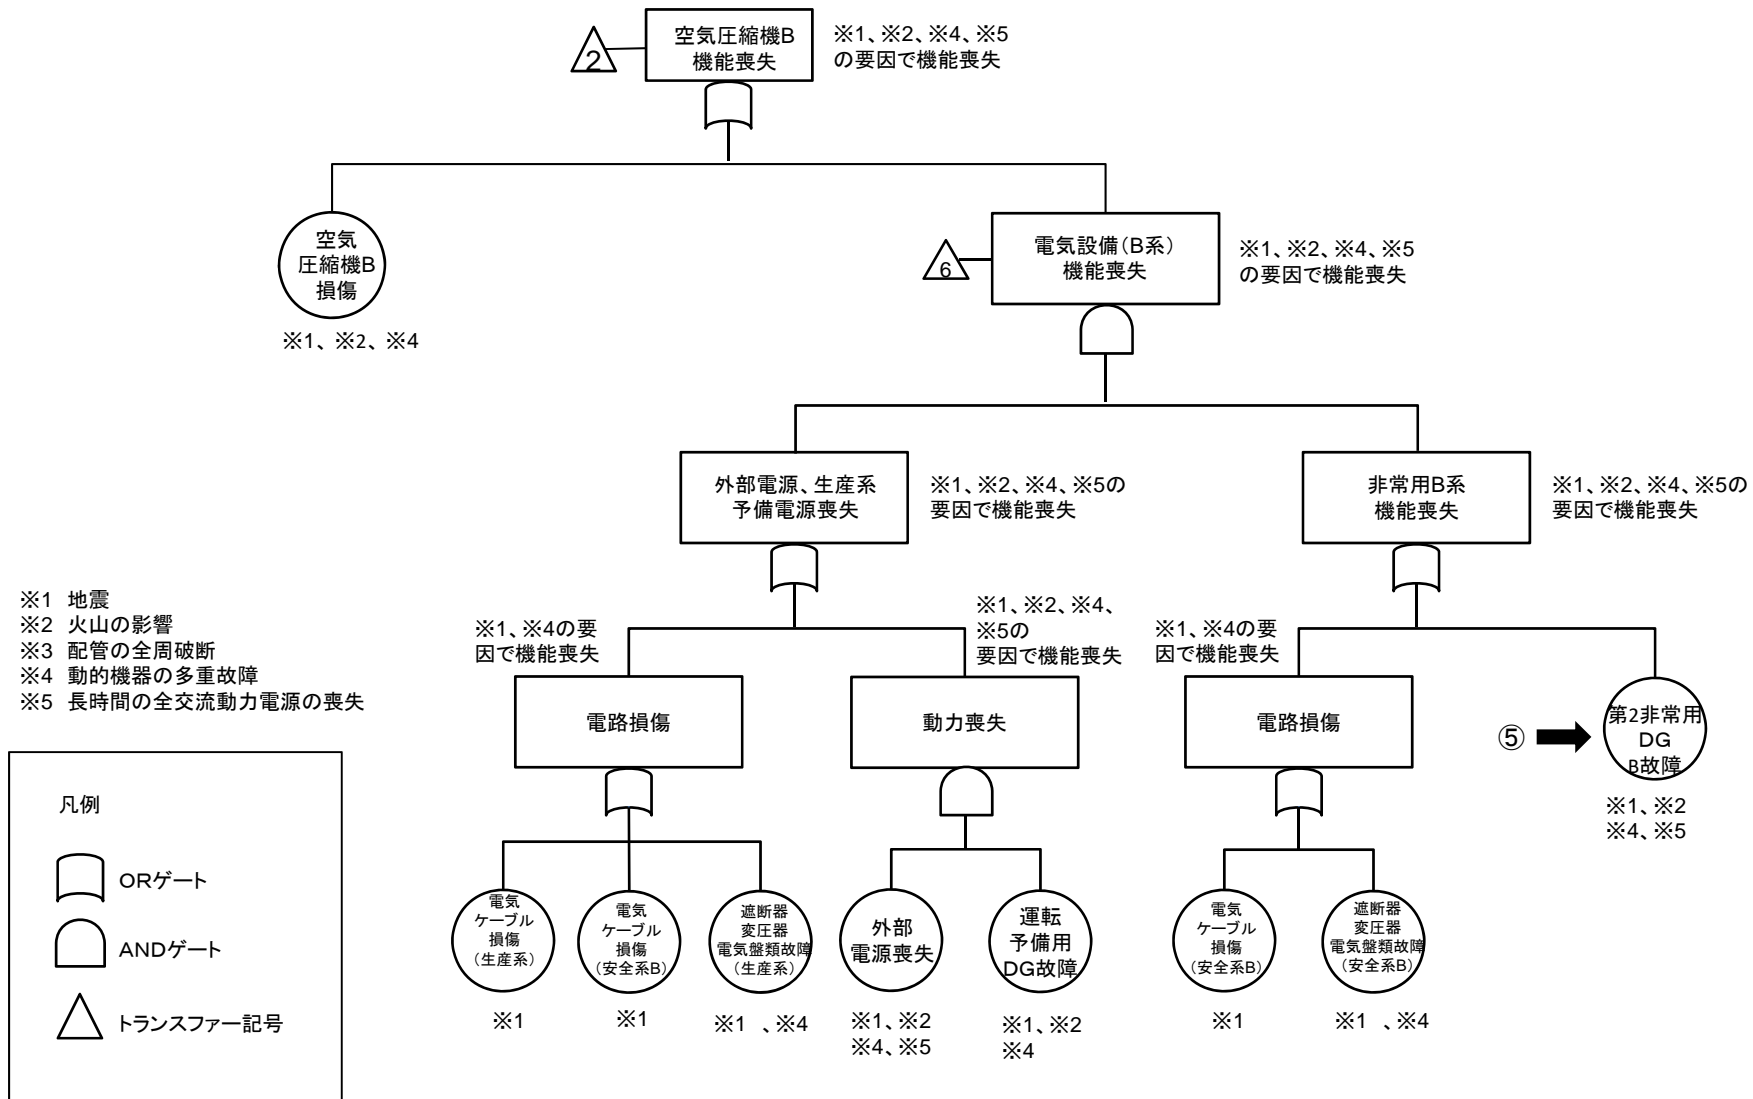 空気圧縮機B
機能喪失
※1、※2、※4、※5
の要因で機能喪失
2
空気
圧縮機B
損傷
※1、※2、※4
電気設備(B系)
機能喪失
6
※1、※2、※4、※5
の要因で機能喪失
外部電源、生産系
予備電源喪失
※1、※2、※4、※5の
要因で機能喪失
非常用B系
機能喪失
※1、※2、※4、※5の
要因で機能喪失
※1 地震
※2 火山の影響
※3 配管の全周破断
※4 動的機器の多重故障
※5 長時間の全交流動力電源の喪失
※1、※4の要
因で機能喪失
電路損傷
※1、※2、※4、
※5の
要因で機能喪失
動力喪失
※1、※4の要
因で機能喪失
電路損傷
⑤
第2非常用
DG
B故障
※1、※2
※4、※5
電気
ケーブル
損傷
(生産系)
※1
電気
ケーブル
損傷
(安全系B)
※1
遮断器
変圧器
電気盤類故障
(生産系)
※1 、※4
外部
電源喪失
※1、※2
※4、※5
運転
予備用
DG故障
※1、※2
※4
電気
ケーブル
損傷
(安全系B)
※1
遮断器
変圧器
電気盤類故障
(安全系B)
※1 、※4
凡例
ORゲート
ANDゲート
トランスファー記号